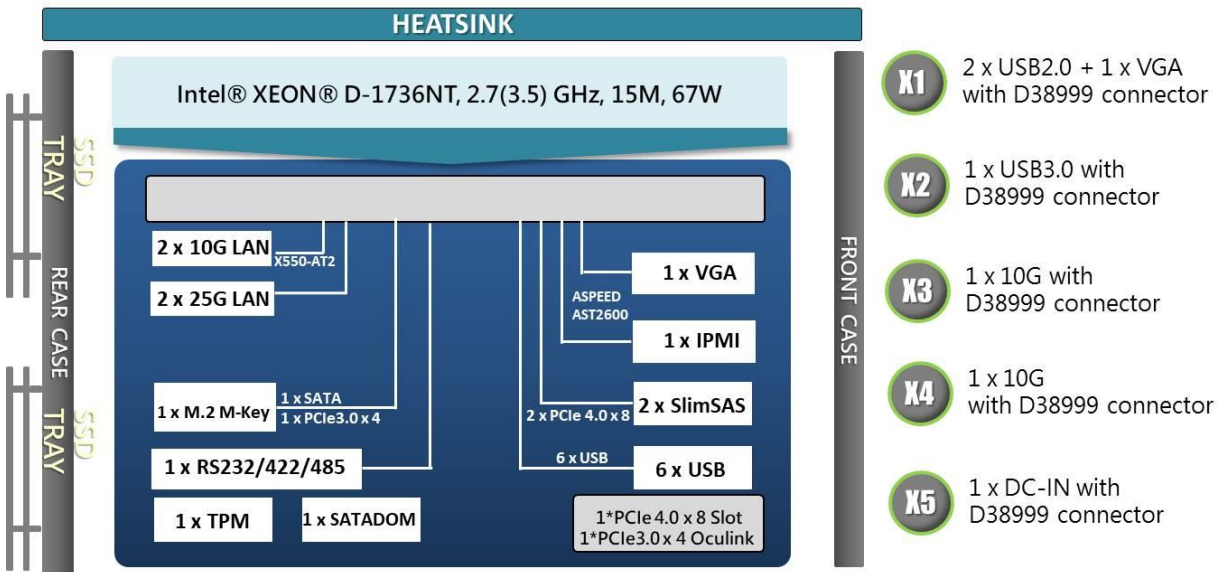 HEATSINK
Intel® XEON® D-1736NT, 2.7(3.5) GHz, 15M, 67W
SSD
TRAY
REAR CASE
SSD
TRAY
2 x 10G LAN
X550-AT2
2 x 25G LAN
1 x M.2 M-Key
1 x SATA
1 x PCIe3.0 x 4
1 x RS232/422/485
1 x TPM
1 x SATADOM
1 x VGA
ASPEED
AST2600
1 x IPMI
2 x PCIe 4.0 x 8
2 x SlimSAS
6 x USB
6 x USB
1*PCIe 4.0 x 8 Slot
1*PCIe3.0 x 4 Oculink
FRONT CASE
X1
2 x USB2.0 + 1 x VGA
with D38999 connector
X2
1 x USB3.0 with
D38999 connector
X3
1 x 10G with
D38999 connector
X4
1 x 10G
with D38999 connector
X5
1 x DC-IN with
D38999 connector